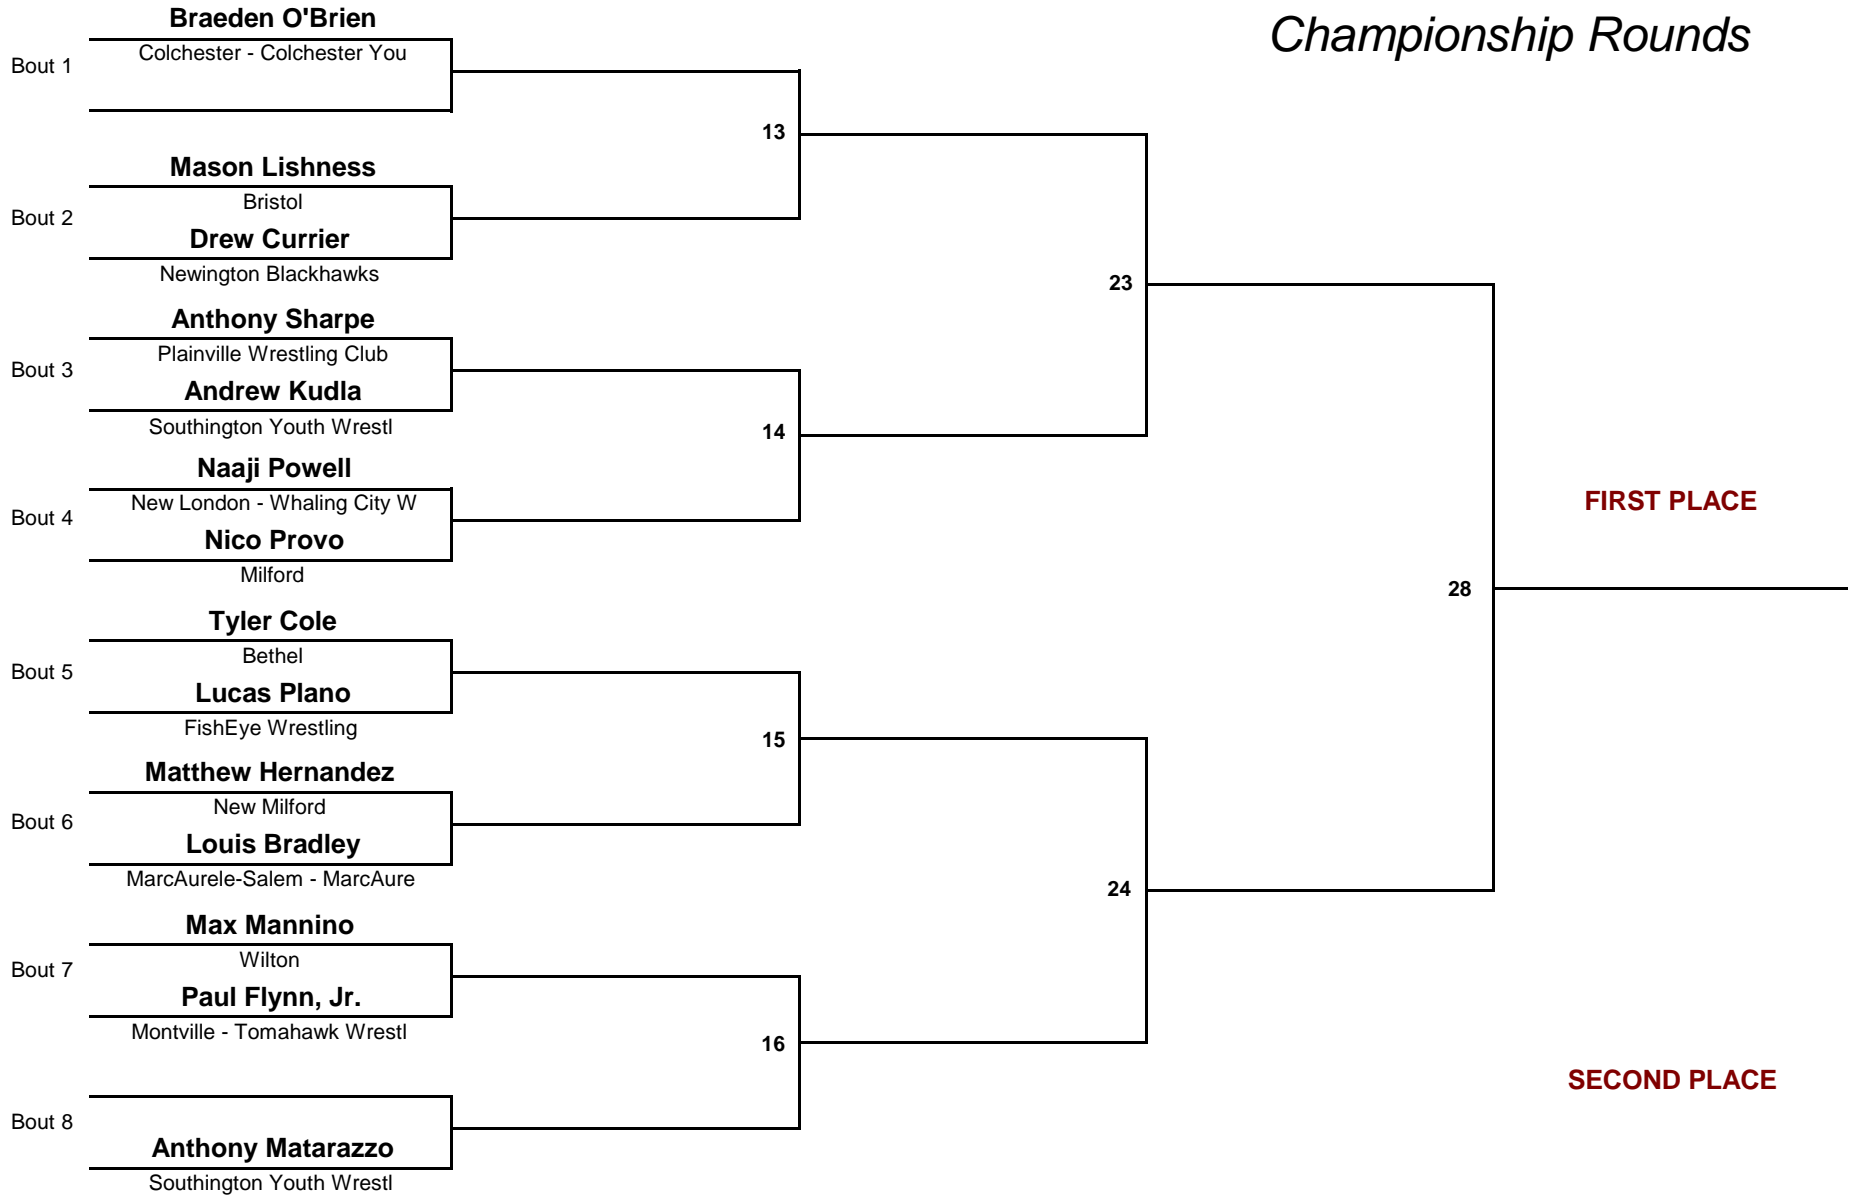 Championship Rounds
Braeden O'Brien
Bout 1
Colchester - Colchester You
13
Mason Lishness
Bout 2
Bristol
Drew Currier
Newington Blackhawks
23
Anthony Sharpe
Bout 3
Plainville Wrestling Club
Andrew Kudla
Southington Youth Wrestl
14
Naaji Powell
Bout 4
New London - Whaling City W
Nico Provo
Milford
FIRST PLACE
28
Tyler Cole
Bout 5
Bethel
Lucas Plano
FishEye Wrestling
15
Matthew Hernandez
Bout 6
New Milford
Louis Bradley
MarcAurele-Salem - MarcAure
24
Max Mannino
Bout 7
Wilton
Paul Flynn, Jr.
Montville - Tomahawk Wrestl
16
SECOND PLACE
Bout 8
Anthony Matarazzo
Southington Youth Wrestl